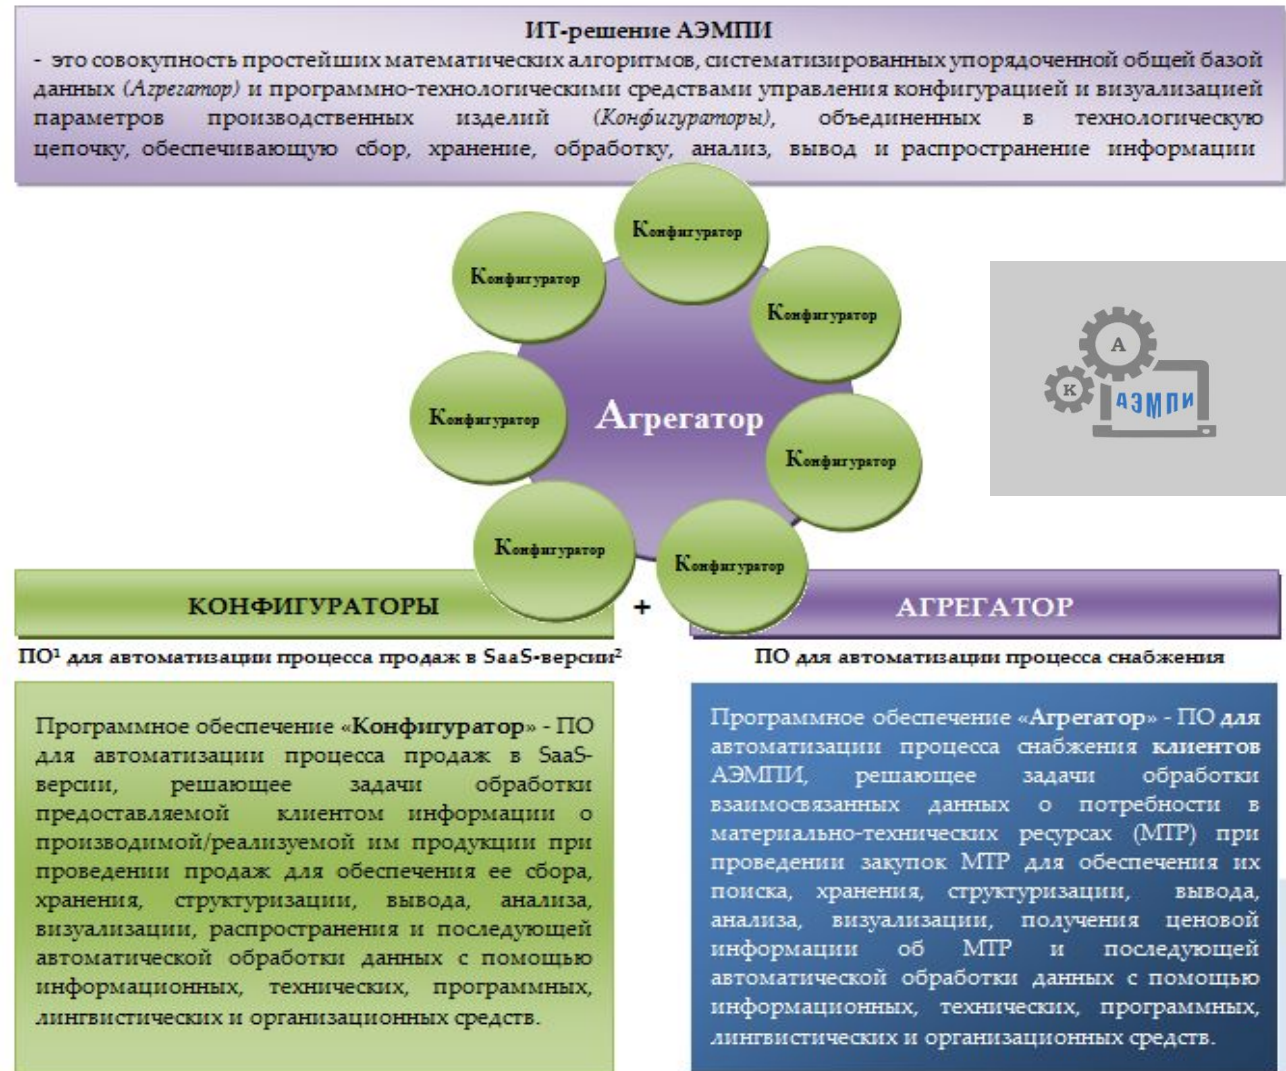 ИТ-решение АЭМПИ
- это совокупность простейших математических алгоритмов, систематизированных упорядоченной общей базой
данных (Агрегатор) и программно-технологическими средствами управления конфигурацией и визуализацией
параметров производственных изделий (Конфигураторы), объединенных в технологическую
цепочку, обеспечивающую сбор, хранение, обработку, анализ, вывод и распространение информации
Конфигуратор
Конфигуратор
Конфигуратор
Конфигуратор
Агрегатор
Конфигуратор
Конфигуратор
Конфигуратор
А
К
АЭМПИ
КОНФИГУРАТОРЫ
+
АГРЕГАТОР
ПО¹ для автоматизации процесса продаж в SaaS-версии²
ПО для автоматизации процесса снабжения
Программное обеспечение «Конфигуратор» - ПО
для автоматизации процесса продаж в SaaS-
версии, решающее задачи обработки
предоставляемой клиентом информации о
производимой/реализуемой им продукции при
проведении продаж для обеспечения ее сбора,
хранения, структуризации, вывода, анализа,
визуализации, распространения и последующей
автоматической обработки данных с помощью
информационных, технических, программных,
лингвистических и организационных средств.
Программное обеспечение «Агрегатор» - ПО для
автоматизации процесса снабжения клиентов
АЭМПИ, решающее задачи обработки
взаимосвязанных данных о потребности в
материально-технических ресурсах (МТР) при
проведении закупок МТР для обеспечения их
поиска, хранения, структуризации, вывода,
анализа, визуализации, получения ценовой
информации об МТР и последующей
автоматической обработки данных с помощью
информационных, технических, программных,
лингвистических и организационных средств.